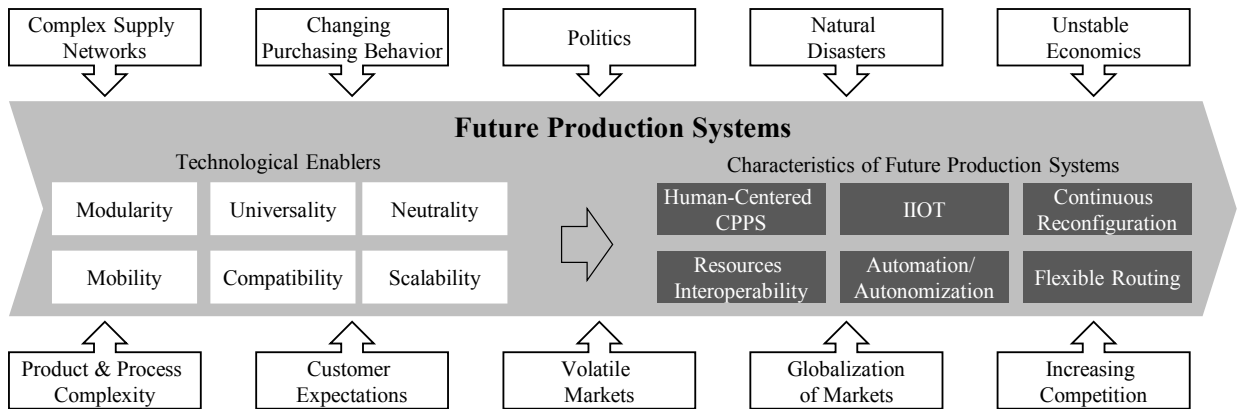 Complex Supply
Networks
Changing
Purchasing Behavior
Politics
Natural
Disasters
Unstable
Economics
Future Production Systems
Technological Enablers
Modularity
Universality
Neutrality
Mobility
Compatibility
Scalability
Characteristics of Future Production Systems
Human-Centered
CPPS
IIOT
Continuous
Reconfiguration
Resources
Interoperability
Automation/
Autonomization
Flexible Routing
Product & Process
Complexity
Customer
Expectations
Volatile
Markets
Globalization
of Markets
Increasing
Competition